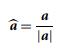 â = a / |a|